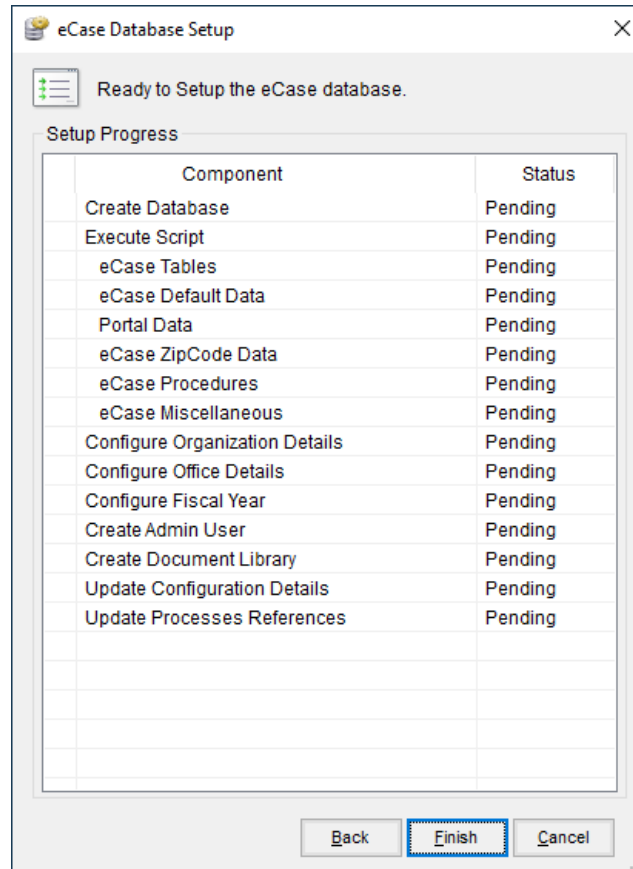 eCase Database Setup
Ready to Setup the eCase database.
Setup Progress
Component Status
Create Database Pending
Execute Script Pending
eCase Tables Pending
eCase Default Data Pending
Portal Data Pending
eCase ZipCode Data Pending
eCase Procedures Pending
eCase Miscellaneous Pending
Configure Organization Details Pending
Configure Office Details Pending
Configure Fiscal Year Pending
Create Admin User Pending
Create Document Library Pending
Update Configuration Details Pending
Update Processes References Pending
Back Finish Cancel